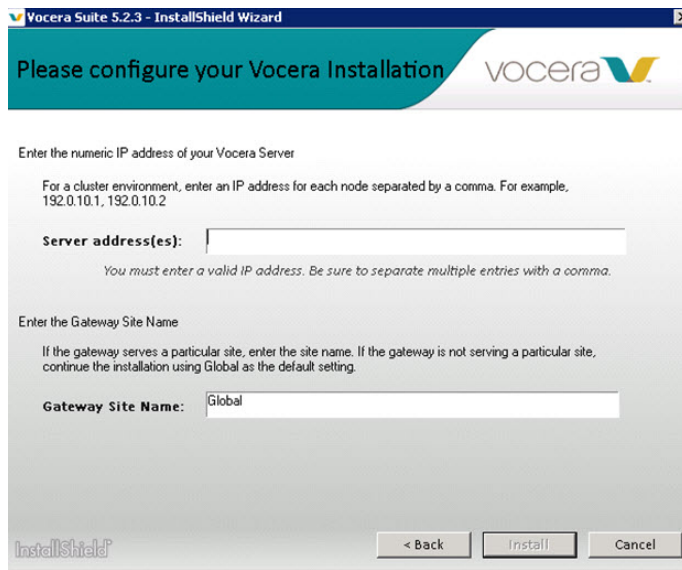 Vocera Suite 5.2.3 - InstallShield Wizard
Please configure your Vocera Installation
vocera
Enter the numeric IP address of your Vocera Server
For a cluster environment, enter an IP address for each node separated by a comma. For example,
192.0.10.1, 192.0.10.2
Server address(es):
You must enter a valid IP address. Be sure to separate multiple entries with a comma.
Enter the Gateway Site Name
If the gateway serves a particular site, enter the site name. If the gateway is not serving a particular site,
continue the installation using Global as the default setting.
Gateway Site Name: Global
InstallShield
< Back Install Cancel